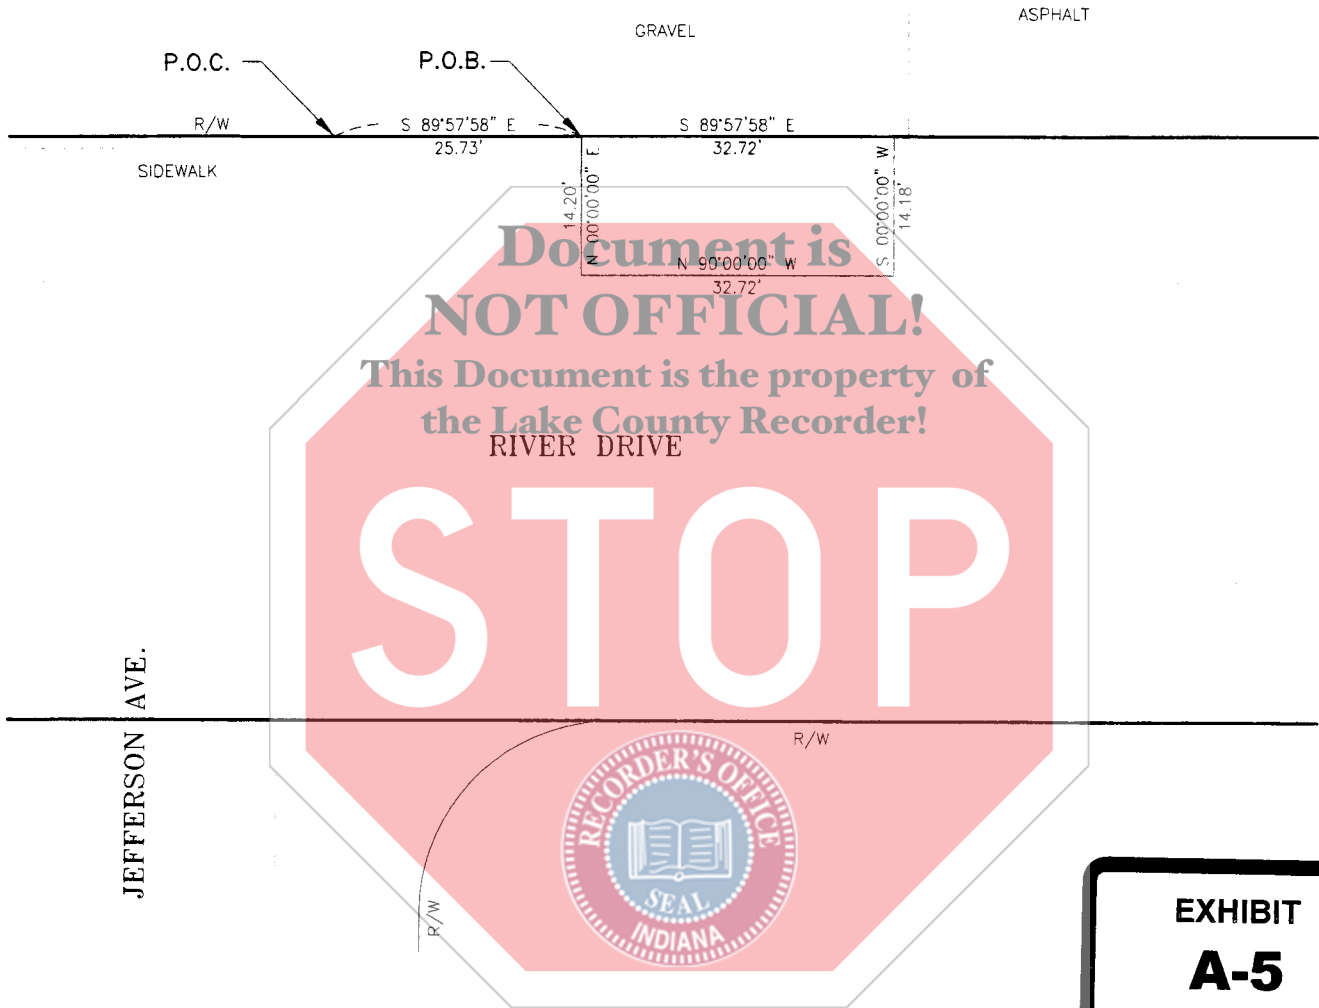 ASPHALT
GRAVEL
P.O.C.
P.O.B.
R/W
S 89°57'58" E
25.73'
S 89°57'58" E
32.72'
SIDEWALK
14.20'
N 00°00'00" E
S 00°00'00" W
14.18'
Document is
N 90°00'00" W
32.72'
NOT OFFICIAL!
This Document is the property of
the Lake County Recorder!
RIVER DRIVE
STOP
JEFFERSON AVE.
R/W
R/W
RECORDER'S OFFICE
SEAL
INDIANA
EXHIBIT
A-5